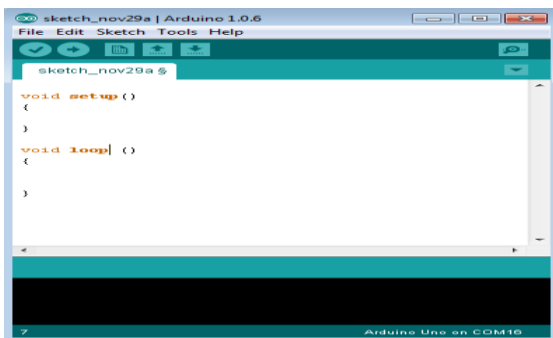 sketch_nov29a | Arduino 1.0.6
File Edit Sketch Tools Help
sketch_nov29a §
void setup()
{
}
void loop ()
{
}
7
Arduino Uno on COM16